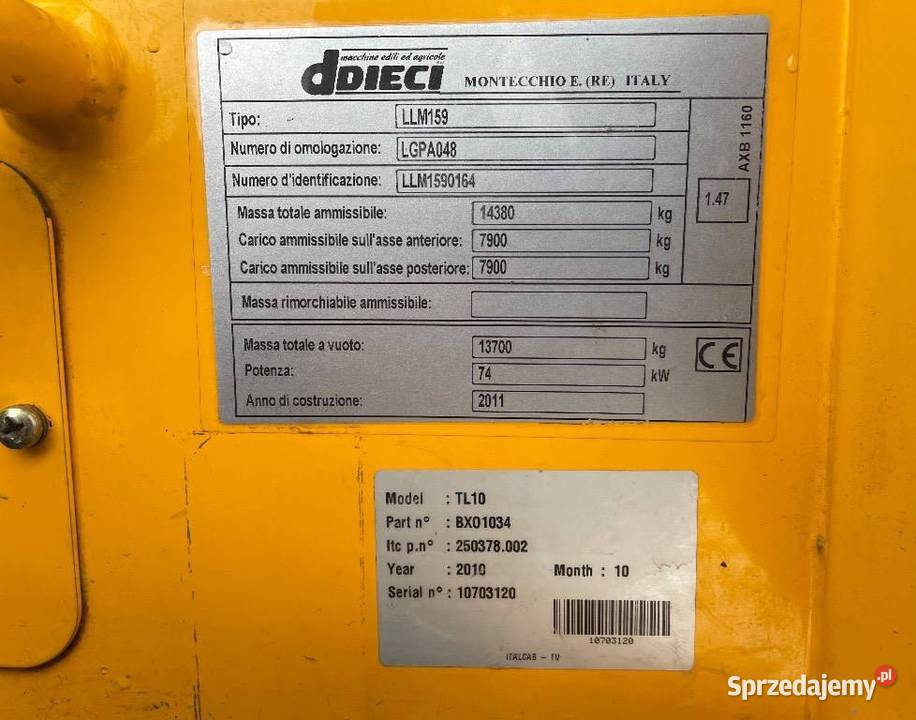 macchine edili ed agricole
dDIECI
MONTECCHIO E. (RE) ITALY
Tipo: LLM159
Numero di omologazione: LGPA048
Numero d'identificazione: LLM1590164
Massa totale ammissibile: 14380 kg
Carico ammissibile sull'asse anteriore: 7900 kg
Carico ammissibile sull'asse posteriore: 7900 kg
Massa rimorchiabile ammissibile:
AXB 1160
1.47
Massa totale a vuoto: 13700 kg
Potenza: 74 kW
Anno di costruzione: 2011
CE
Model : TL10
Part n° : BX01034
Itc p.n° : 250378.002
Year : 2010 Month : 10
Serial n° : 10703120
10703120
ITALCAB - TV
Sprzedajemy.pl